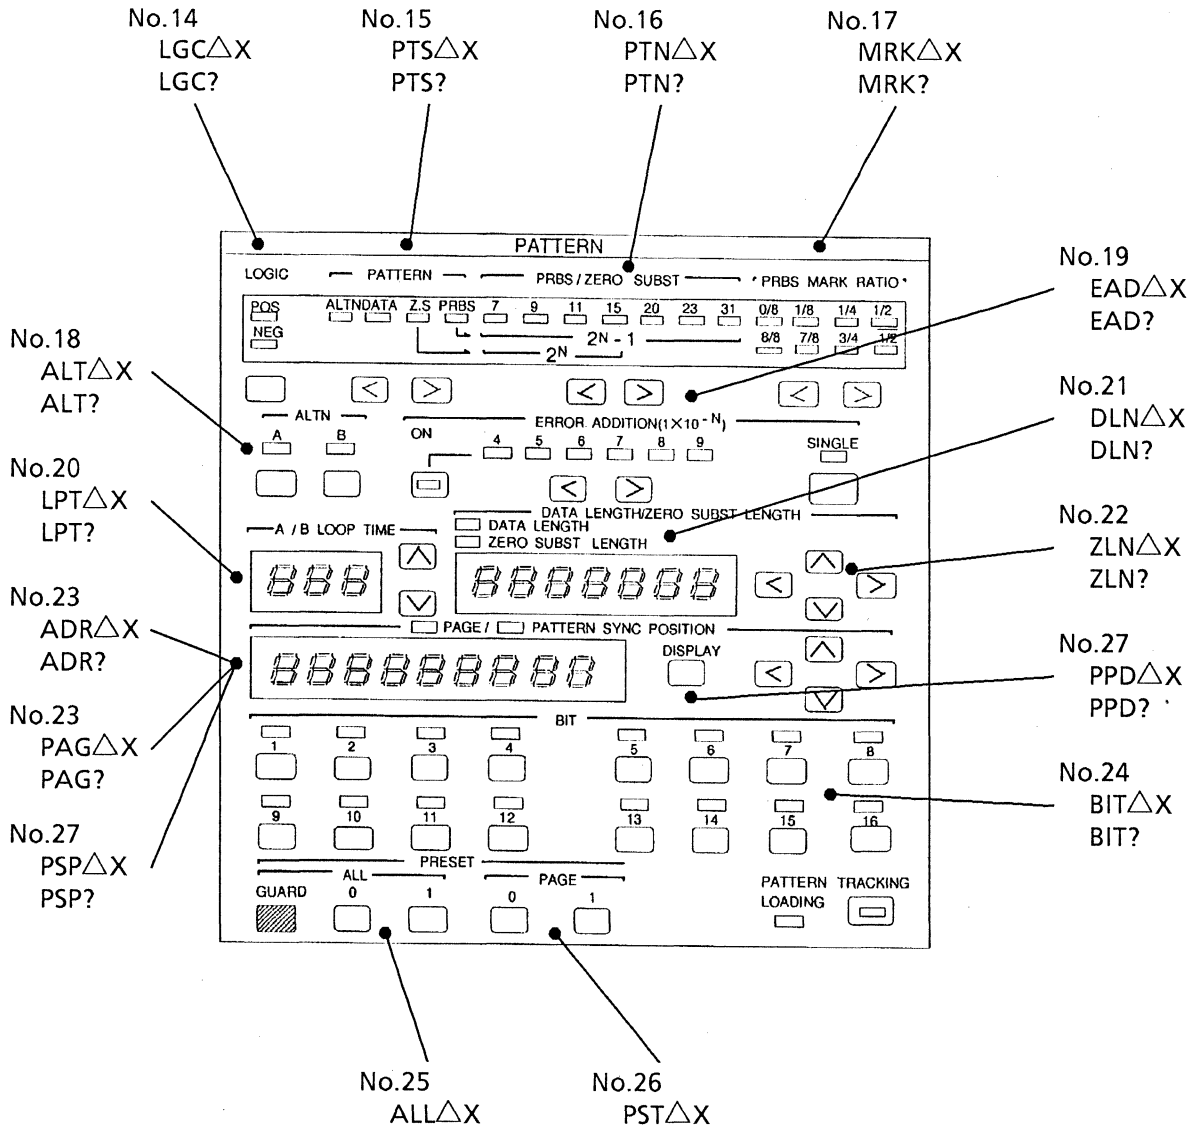 No.14
LGC△X
LGC?
No.15
PTS△X
PTS?
No.16
PTN△X
PTN?
No.17
MRK△X
MRK?
No.18
ALT△X
ALT?
No.20
LPT△X
LPT?
No.23
ADR△X
ADR?
No.23
PAG△X
PAG?
No.27
PSP△X
PSP?
PATTERN
LOGIC PATTERN PRBS/ZERO SUBST PRBS MARK RATIO
POS ALTN DATA Z.S PRBS 7 9 11 15 20 23 31 0/8 1/8 1/4 1/2
NEG 2N - 1 8/8 7/8 3/4 1/2
2N
< > < > < >
ALTN ERROR ADDITION(1×10 - N)
A B ON 4 5 6 7 8 9 SINGLE
< >
DATA LENGTH/ZERO SUBST LENGTH
A / B LOOP TIME DATA LENGTH
ZERO SUBST LENGTH
888 8888888 < >
PAGE / PATTERN SYNC POSITION
888888888 DISPLAY < >
BIT
1 2 3 4 5 6 7 8
9 10 11 12 13 14 15 16
PRESET
ALL PAGE
GUARD 0 1 0 1
PATTERN TRACKING
LOADING
No.19
EAD△X
EAD?
No.21
DLN△X
DLN?
No.22
ZLN△X
ZLN?
No.27
PPD△X
PPD?
No.24
BIT△X
BIT?
No.25
ALL△X
No.26
PST△X